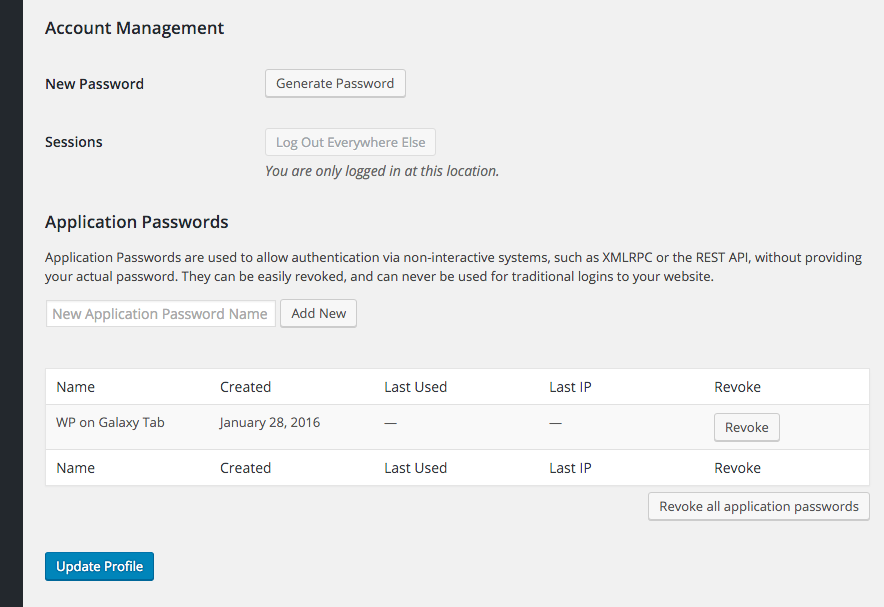 Account Management
New Password
Generate Password
Sessions
Log Out Everywhere Else
You are only logged in at this location.
Application Passwords
Application Passwords are used to allow authentication via non-interactive systems, such as XMLRPC or the REST API, without providing
your actual password. They can be easily revoked, and can never be used for traditional logins to your website.
New Application Password Name
Add New
Name Created Last Used Last IP Revoke
WP on Galaxy Tab January 28, 2016 — — Revoke
Name Created Last Used Last IP Revoke
Revoke all application passwords
Update Profile